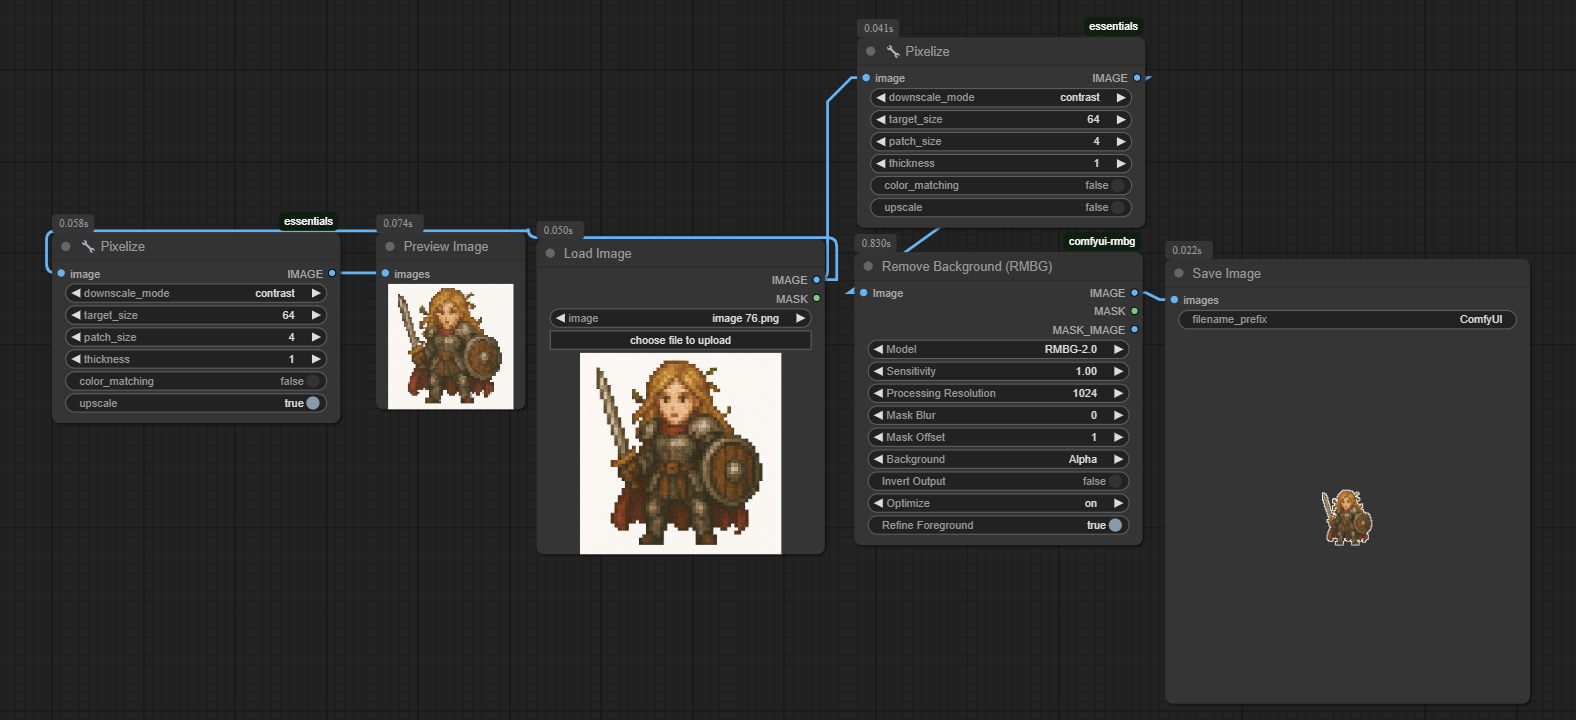 0.041s
essentials
Pixelize
image IMAGE
downscale_mode contrast
target_size 64
patch_size 4
thickness 1
color_matching false
upscale false
0.058s
essentials
Pixelize
image IMAGE
downscale_mode contrast
target_size 64
patch_size 4
thickness 1
color_matching false
upscale true
0.074s
Preview Image
images
0.050s
Load Image
IMAGE
MASK
image image 76.png
choose file to upload
0.830s
comfyui-rmbg
Remove Background (RMBG)
Image IMAGE
MASK
MASK_IMAGE
Model RMBG-2.0
Sensitivity 1.00
Processing Resolution 1024
Mask Blur 0
Mask Offset 1
Background Alpha
Invert Output false
Optimize on
Refine Foreground true
0.022s
Save Image
images
filename_prefix ComfyUI